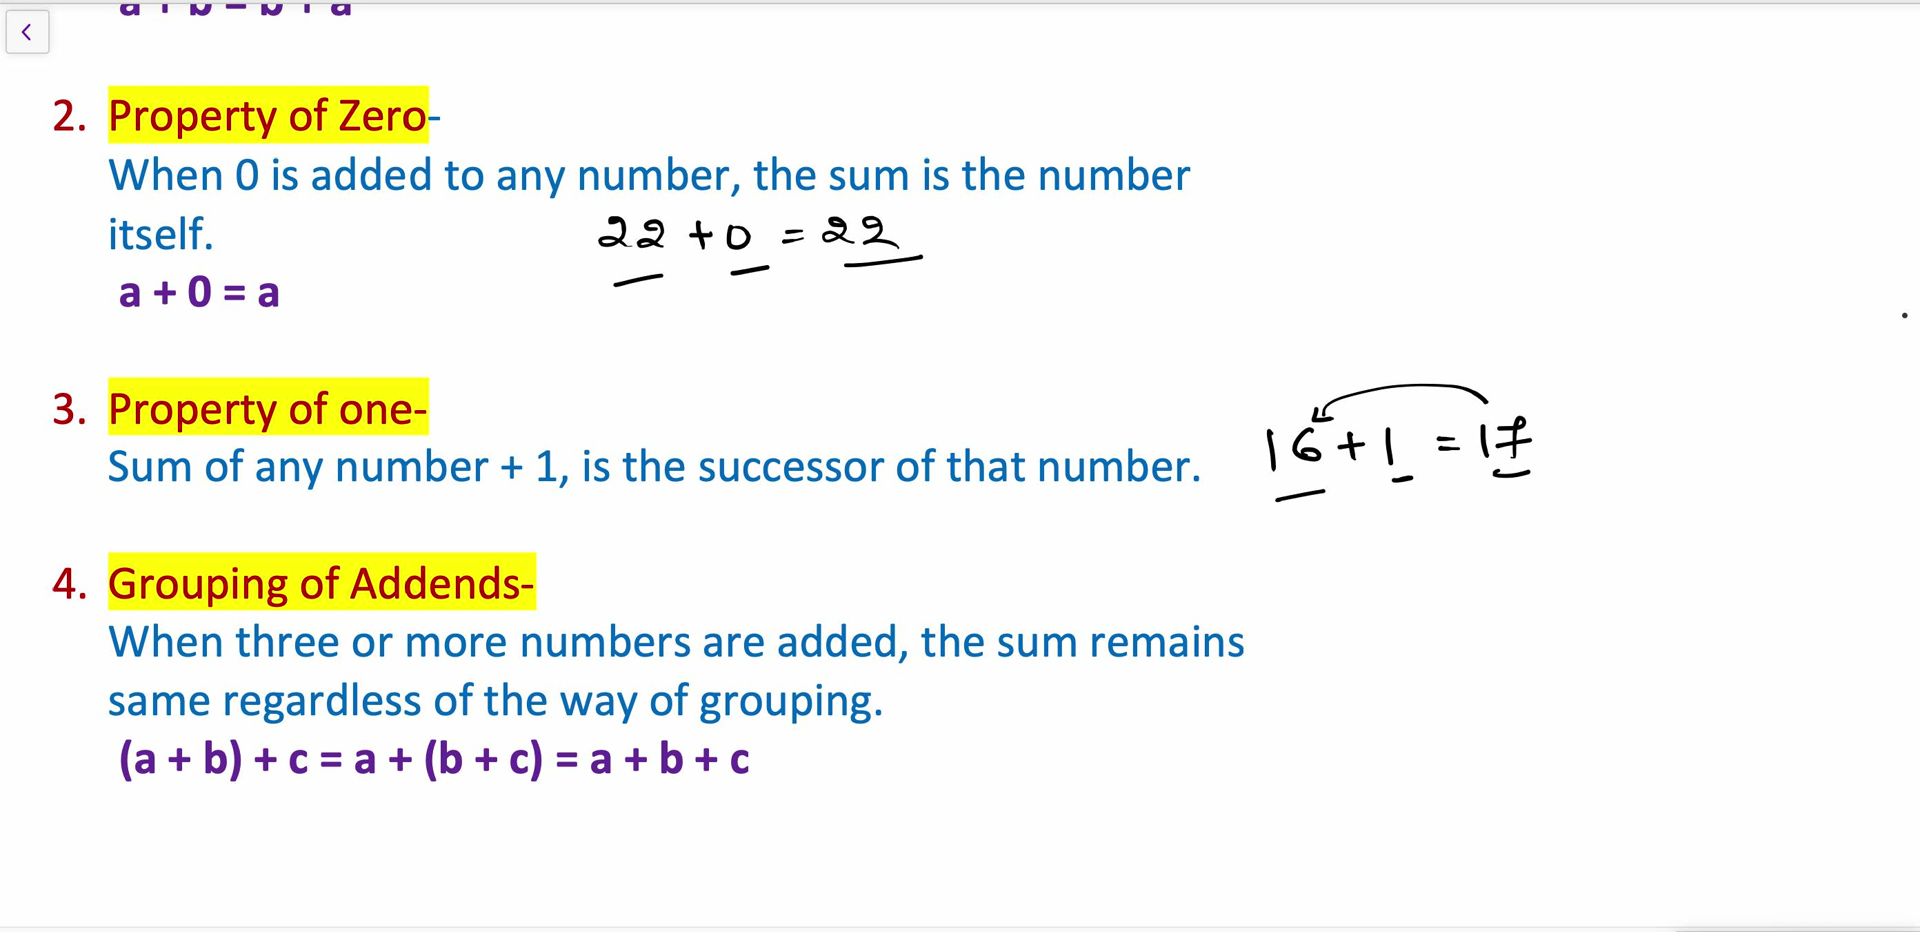 a + b = b + a
2. Property of Zero-
When 0 is added to any number, the sum is the number
itself. 22 + 0 = 22
a + 0 = a
3. Property of one-
Sum of any number + 1, is the successor of that number. 16 + 1 = 17
4. Grouping of Addends-
When three or more numbers are added, the sum remains
same regardless of the way of grouping.
(a + b) + c = a + (b + c) = a + b + c